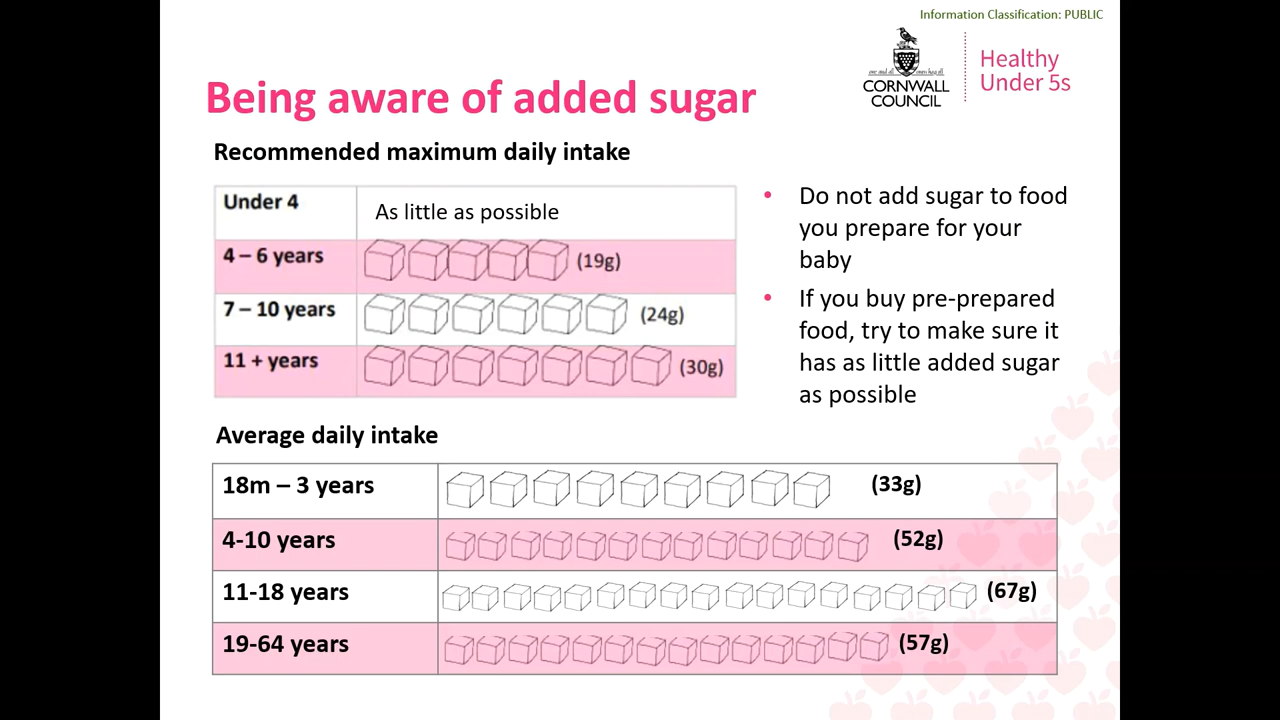 Information Classification: PUBLIC
CORNWALL
COUNCIL
Healthy
Under 5s
Being aware of added sugar
Recommended maximum daily intake
Under 4
As little as possible
4 – 6 years
(19g)
7 – 10 years
(24g)
11 + years
(30g)
• Do not add sugar to food
you prepare for your
baby
• If you buy pre-prepared
food, try to make sure it
has as little added sugar
as possible
Average daily intake
18m – 3 years
(33g)
4-10 years
(52g)
11-18 years
(67g)
19-64 years
(57g)